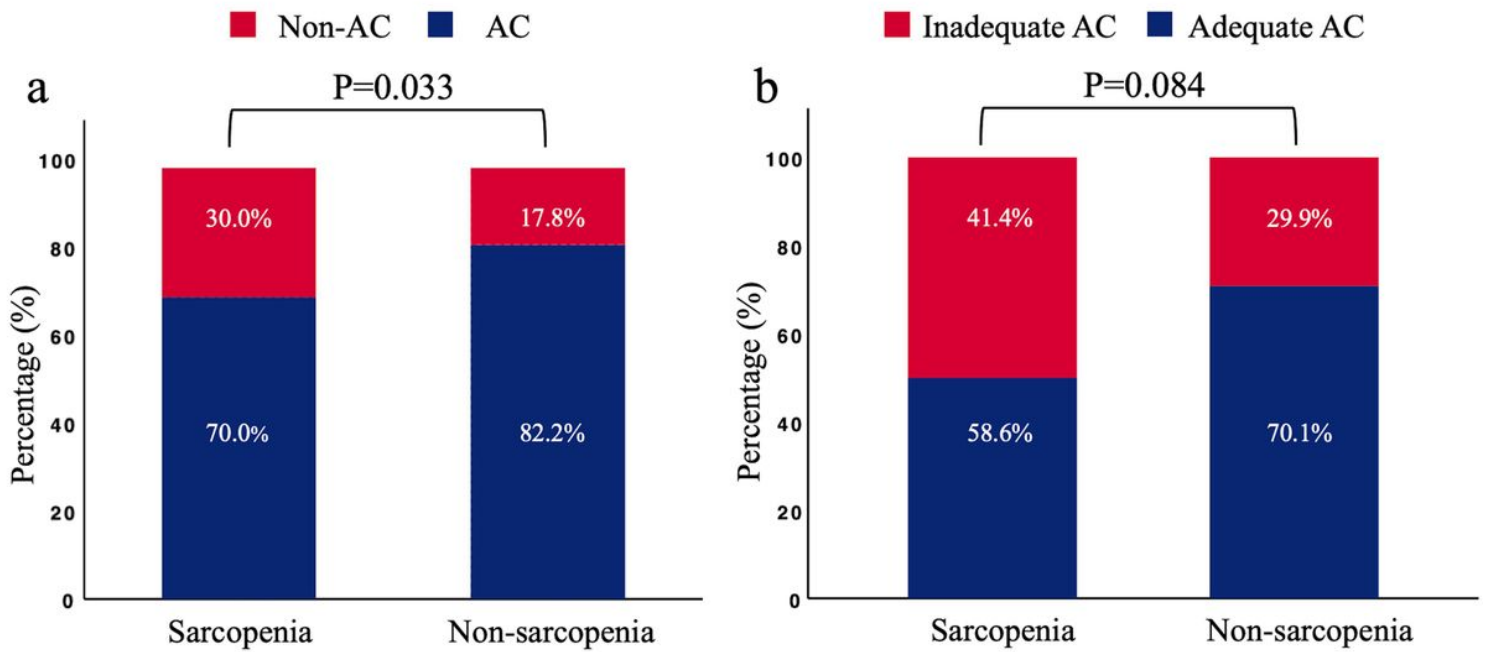 Non-AC AC
a
P=0.033
Percentage (%)
100
80
60
40
20
0
30.0%
17.8%
70.0%
82.2%
Sarcopenia Non-sarcopenia
Inadequate AC Adequate AC
b
P=0.084
Percentage (%)
100
80
60
40
20
0
41.4%
29.9%
58.6%
70.1%
Sarcopenia Non-sarcopenia